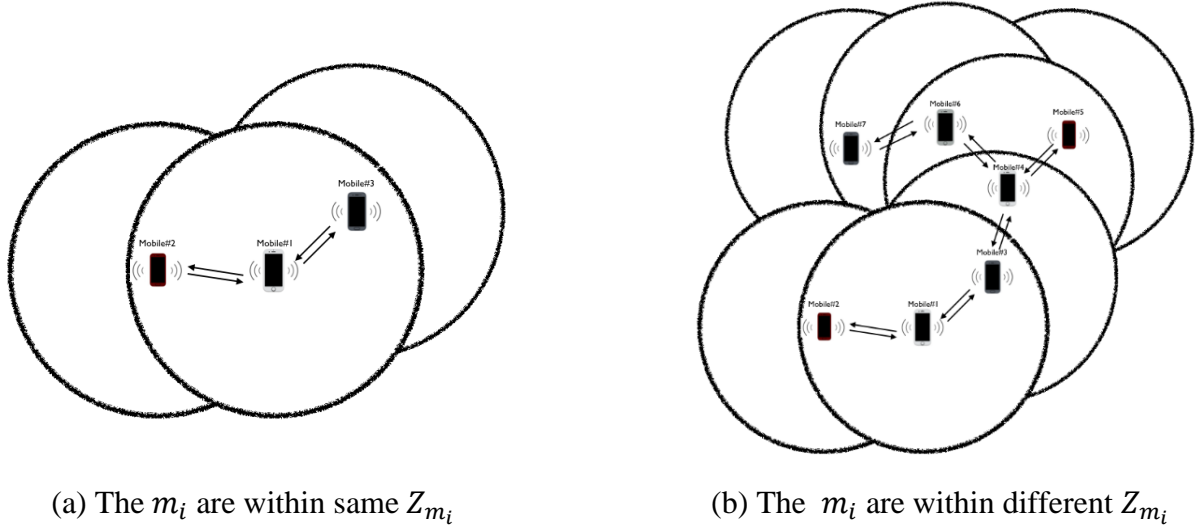 Mobile#3
Mobile#2
Mobile#1
Mobile#6
Mobile#7
Mobile#5
Mobile#4
Mobile#3
Mobile#2
Mobile#1
(a) The $m_i$ are within same $Z_{m_i}$
(b) The $m_i$ are within different $Z_{m_i}$